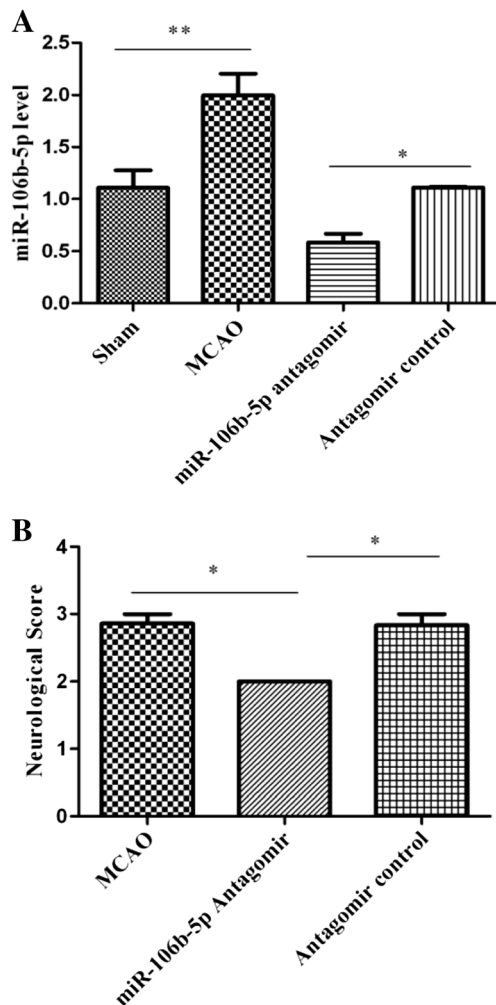 A
**
2.5
2.0
1.5
1.0
0.5
0.0
miR-106b-5p level
*
Sham
MCAO
miR-106b-5p antagomir
Antagomir control
B
*
*
4
3
2
1
0
Neurological Score
MCAO
miR-106b-5p Antagomir
Antagomir control